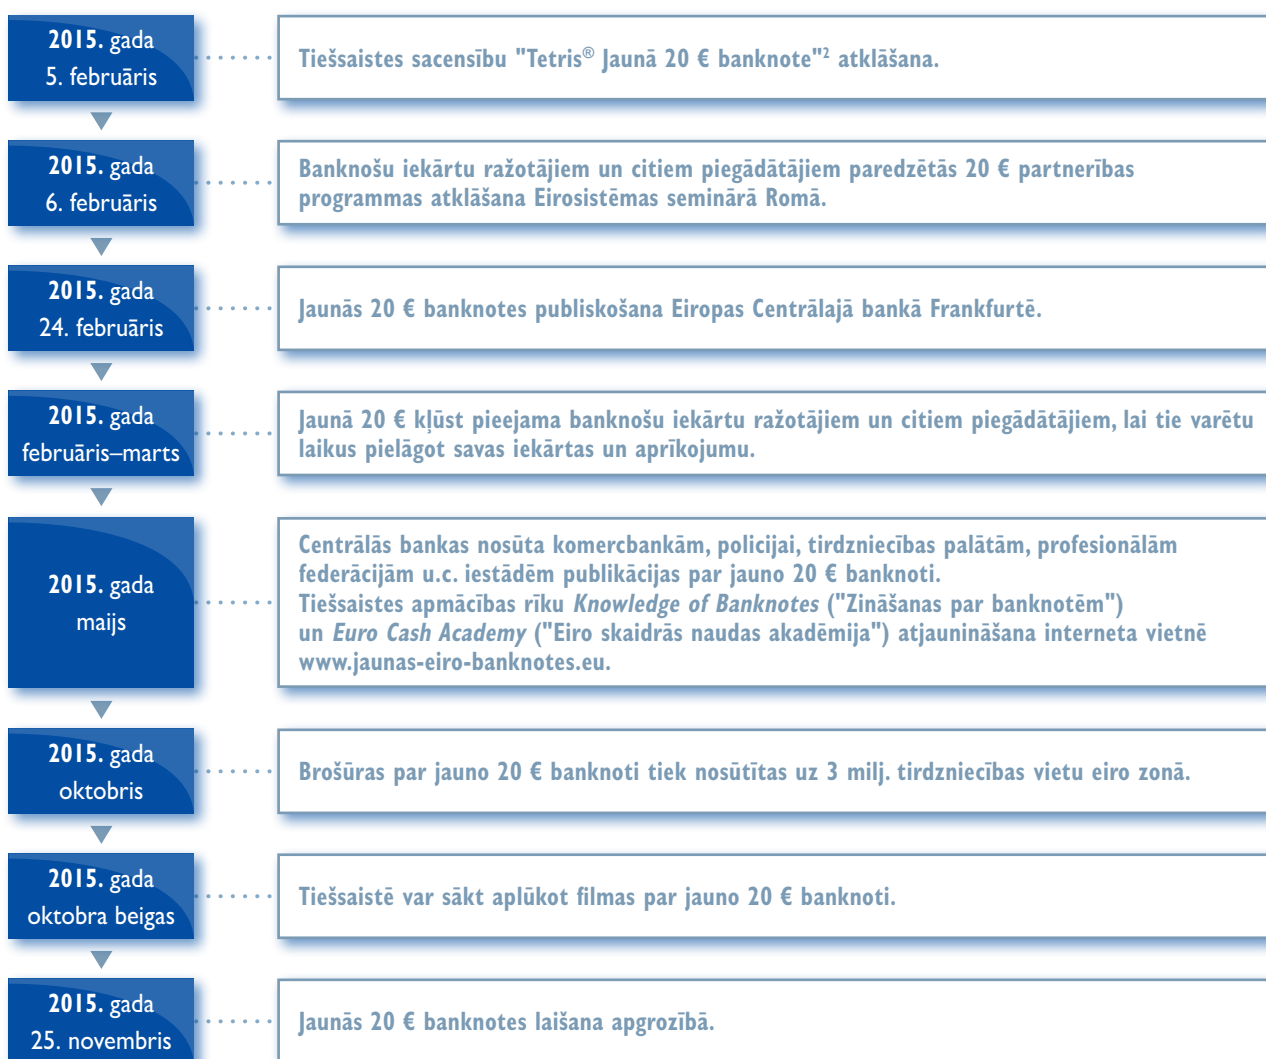 2015. gada
5. februāris
Tiešsaistes sacensību "Tetris® Jaunā 20 € banknote"² atklāšana.
2015. gada
6. februāris
Banknošu iekārtu ražotājiem un citiem piegādātājiem paredzētās 20 € partnerības
programmas atklāšana Eirosistēmas seminārā Romā.
2015. gada
24. februāris
Jaunās 20 € banknotes publiskošana Eiropas Centrālajā bankā Frankfurtē.
2015. gada
februāris–marts
Jaunā 20 € kļūst pieejama banknošu iekārtu ražotājiem un citiem piegādātājiem, lai tie varētu
laikus pielāgot savas iekārtas un aprīkojumu.
2015. gada
maijs
Centrālās bankas nosūta komercbankām, policijai, tirdzniecības palātām, profesionālām
federācijām u.c. iestādēm publikācijas par jauno 20 € banknoti.
Tiešsaistes apmācības rīku Knowledge of Banknotes ("Zināšanas par banknotēm")
un Euro Cash Academy ("Eiro skaidrās naudas akadēmija") atjaunināšana interneta vietnē
www.jaunas-eiro-banknotes.eu.
2015. gada
oktobris
Brošūras par jauno 20 € banknoti tiek nosūtītas uz 3 milj. tirdzniecības vietu eiro zonā.
2015. gada
oktobra beigas
Tiešsaistē var sākt aplūkot filmas par jauno 20 € banknoti.
2015. gada
25. novembris
Jaunās 20 € banknotes laišana apgrozībā.